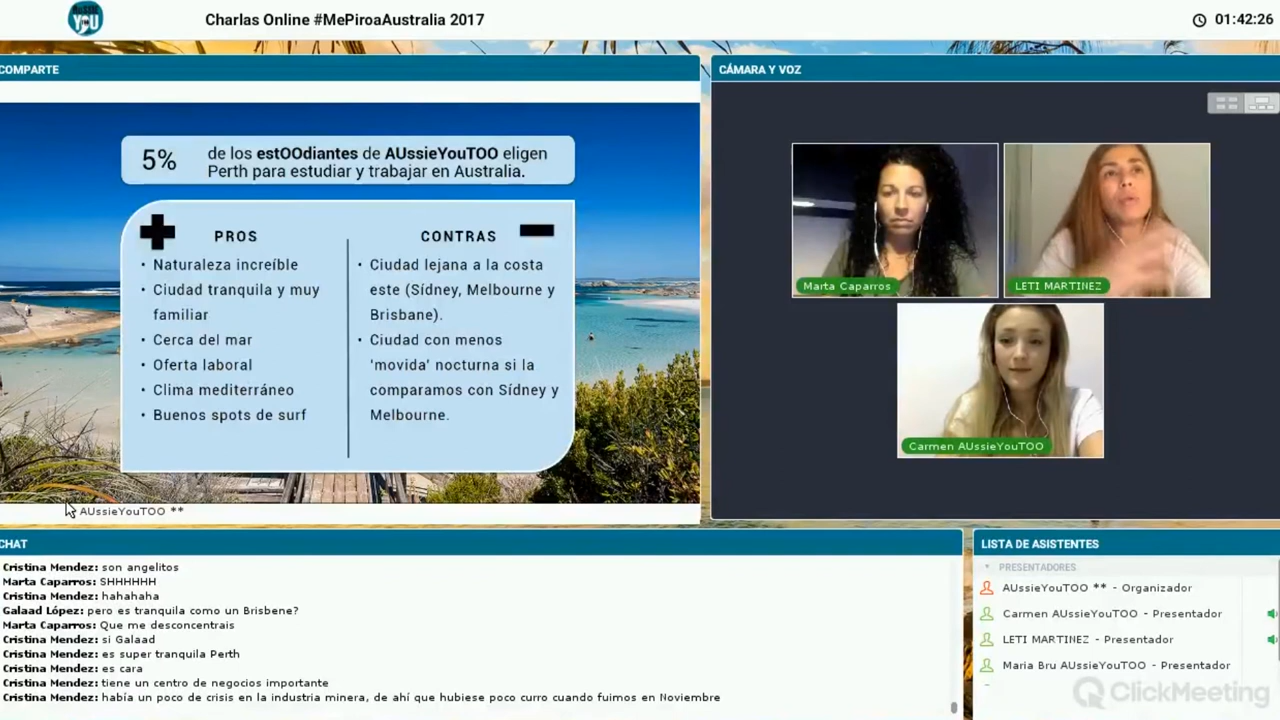 AUSSIE
YOU
Charlas Online #MePiroaAustralia 2017
01:42:26
COMPARTE
CÁMARA Y VOZ
5%
de los estOOdiantes de AUssieYouTOO eligen
Perth para estudiar y trabajar en Australia.
PROS
• Naturaleza increíble
• Ciudad tranquila y muy
familiar
• Cerca del mar
• Oferta laboral
• Clima mediterráneo
• Buenos spots de surf
CONTRAS
• Ciudad lejana a la costa
este (Sídney, Melbourne y
Brisbane).
• Ciudad con menos
'movida' nocturna si la
comparamos con Sídney y
Melbourne.
Marta Caparros
LETI MARTINEZ
Carmen AUssieYouTOO
AUssieYouTOO **
CHAT
Cristina Mendez: son angelitos
Marta Caparros: SHHHHHH
Cristina Mendez: hahahaha
Galaad López: pero es tranquila como un Brisbene?
Marta Caparros: Que me desconcentrais
Cristina Mendez: si Galaad
Cristina Mendez: es super tranquila Perth
Cristina Mendez: es cara
Cristina Mendez: tiene un centro de negocios importante
Cristina Mendez: había un poco de crisis en la industria minera, de ahí que hubiese poco curro cuando fuimos en Noviembre
LISTA DE ASISTENTES
PRESENTADORES
AUssieYouTOO ** - Organizador
Carmen AUssieYouTOO - Presentador
LETI MARTINEZ - Presentador
Maria Bru AUssieYouTOO - Presentador
ClickMeeting